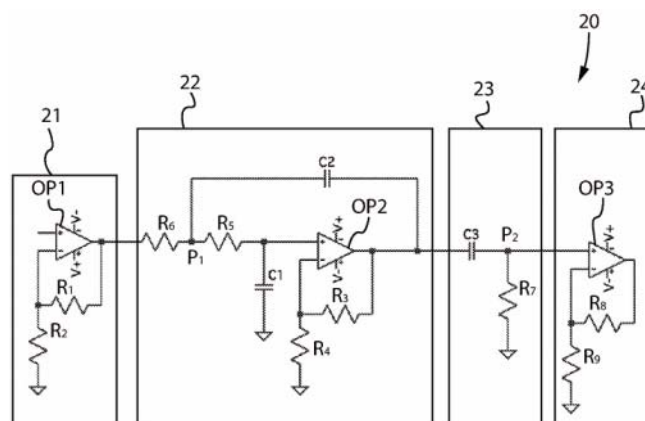 20
21
22
23
24
OP1
V-
V+
R1
R2
R6
P1
R5
C1
C2
OP2
V+
V-
R3
R4
C3
P2
R7
OP3
V+
V-
R8
R9